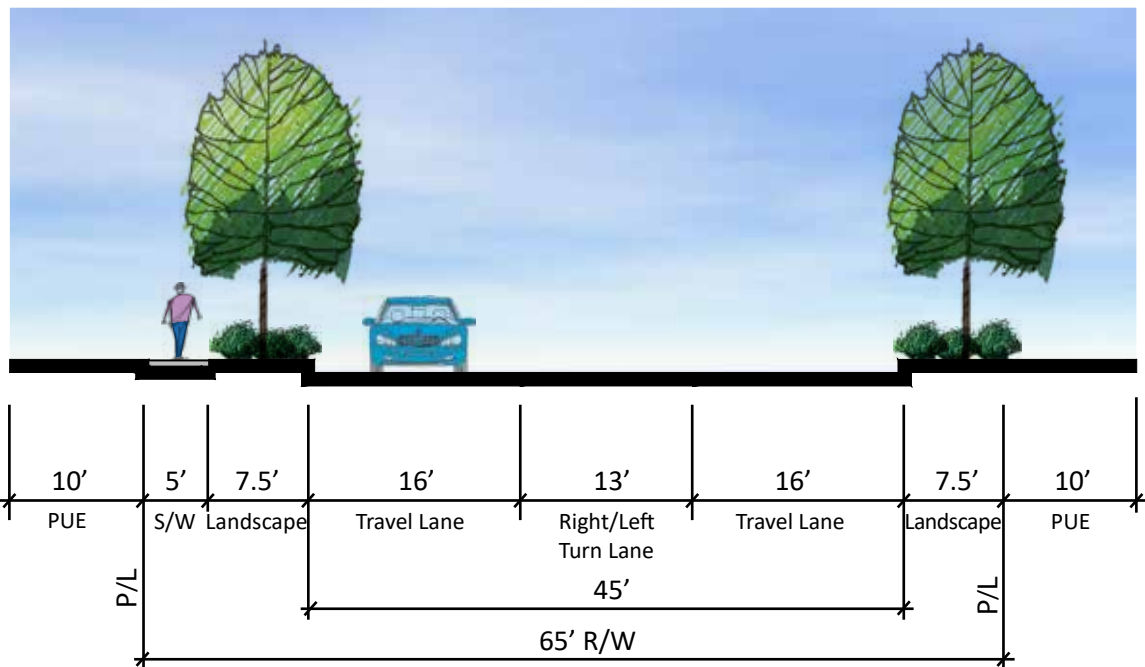 10’ 5’ 7.5’ 16’ 13’ 16’ 7.5’ 10’
PUE S/W Landscape Travel Lane Right/Left Travel Lane Landscape PUE
Turn Lane
P/L P/L
45’
65’ R/W